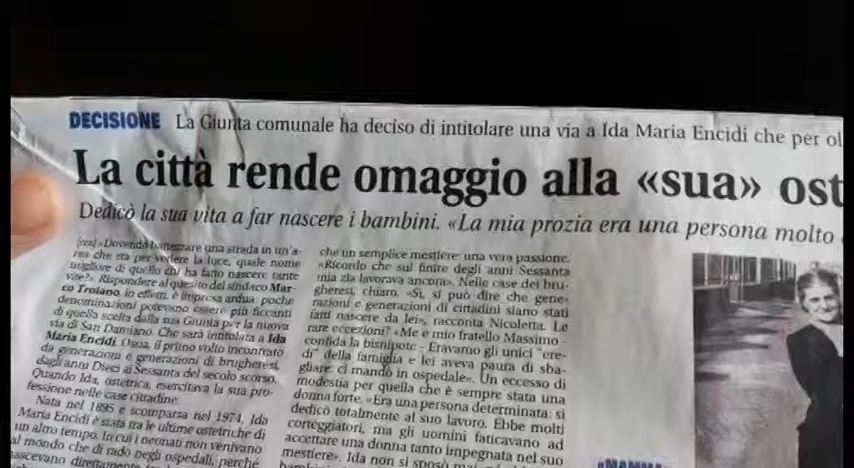 DECISIONE La Giunta comunale ha deciso di intitolare una via a Ida Maria Encidi che per ol
La città rende omaggio alla «sua» ost
Dedicò la sua vita a far nascere i bambini. «La mia prozia era una persona molto
[rca] «Dovendo battezzare una strada in un'a-
rea che sta per vedere la luce, quale nome
migliore di quello chi ha fatto nascere tante
vite?». Rispondere al quesito del sindaco Mar-
co Troiano, in effetti, è impresa ardua: poche
denominazioni potevano essere più ficcanti
di quella scelta dalla sua Giunta per la nuova
via di San Damiano. Che sarà intitolata a Ida
Maria Encidi. Ossia, il primo volto incontrato
da generazioni e generazioni di brugheresi,
dagli anni Dieci ai Sessanta del secolo scorso.
Quando Ida, ostetrica, esercitava la sua pro-
fessione nelle case cittadine.
Nata nel 1895 e scomparsa nel 1974, Ida
Maria Encidi è stata tra le ultime ostetriche di
un altro tempo. In cui i neonati non venivano
al mondo che di rado negli ospedali, perché
nascevano direttamente
ché un semplice mestiere: una vera passione.
«Ricordo che sul finire degli anni Sessanta
mia zia lavorava ancora». Nelle case dei bru-
gheresi, chiaro. «Sì, si può dire che gene-
razioni e generazioni di cittadini siano stati
fatti nascere da lei», racconta Nicoletta. Le
rare eccezioni? «Me e mio fratello Massimo -
confida la bisnipote - Eravamo gli unici "ere-
di" della famiglia e lei aveva paura di sba-
gliare: ci mandò in ospedale». Un eccesso di
modestia per quella che è sempre stata una
donna forte. «Era una persona determinata: si
dedicò totalmente al suo lavoro. Ebbe molti
corteggiatori, ma gli uomini faticavano ad
accettare una donna tanto impegnata nel suo
mestiere». Ida non si sposò mai
«MAMMA